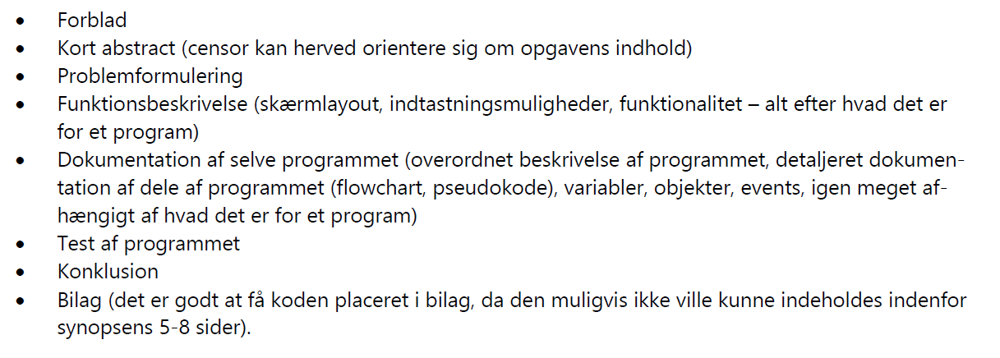 • Forblad
• Kort abstract (censor kan herved orientere sig om opgavens indhold)
• Problemformulering
• Funktionsbeskrivelse (skærmlayout, indtastningsmuligheder, funktionalitet – alt efter hvad det er
for et program)
• Dokumentation af selve programmet (overordnet beskrivelse af programmet, detaljeret dokumen-
tation af dele af programmet (flowchart, pseudokode), variabler, objekter, events, igen meget af-
hængigt af hvad det er for et program)
• Test af programmet
• Konklusion
• Bilag (det er godt at få koden placeret i bilag, da den muligvis ikke ville kunne indeholdes indenfor
synopsens 5-8 sider).